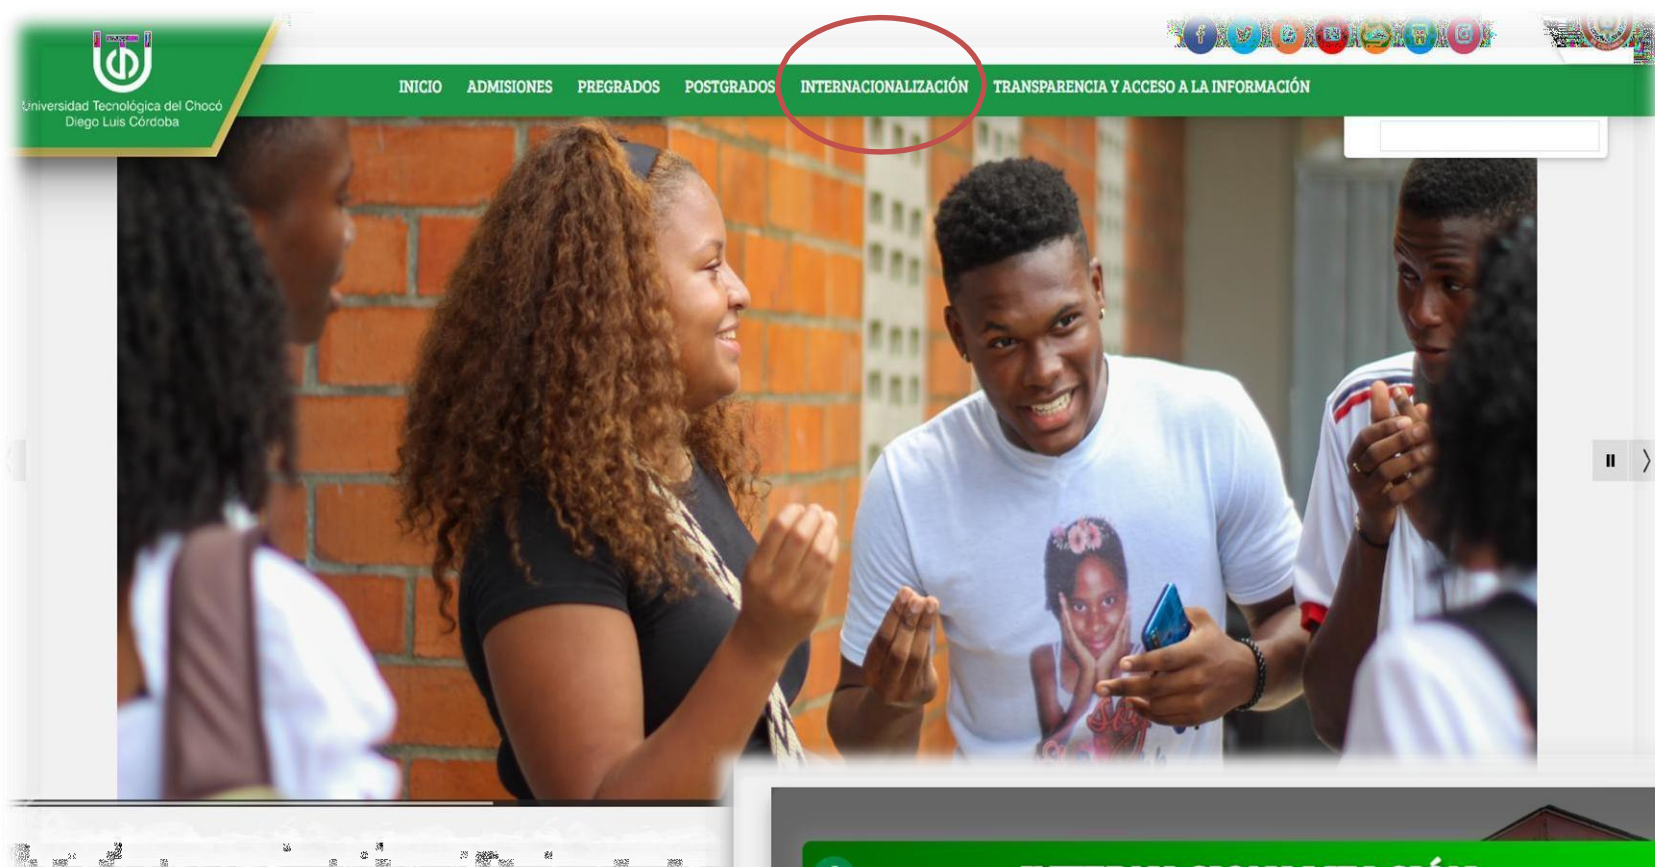 Universidad Tecnológica del Chocó
Diego Luis Córdoba
INICIO ADMISIONES PREGRADOS POSTGRADOS INTERNACIONALIZACIÓN TRANSPARENCIA Y ACCESO A LA INFORMACIÓN